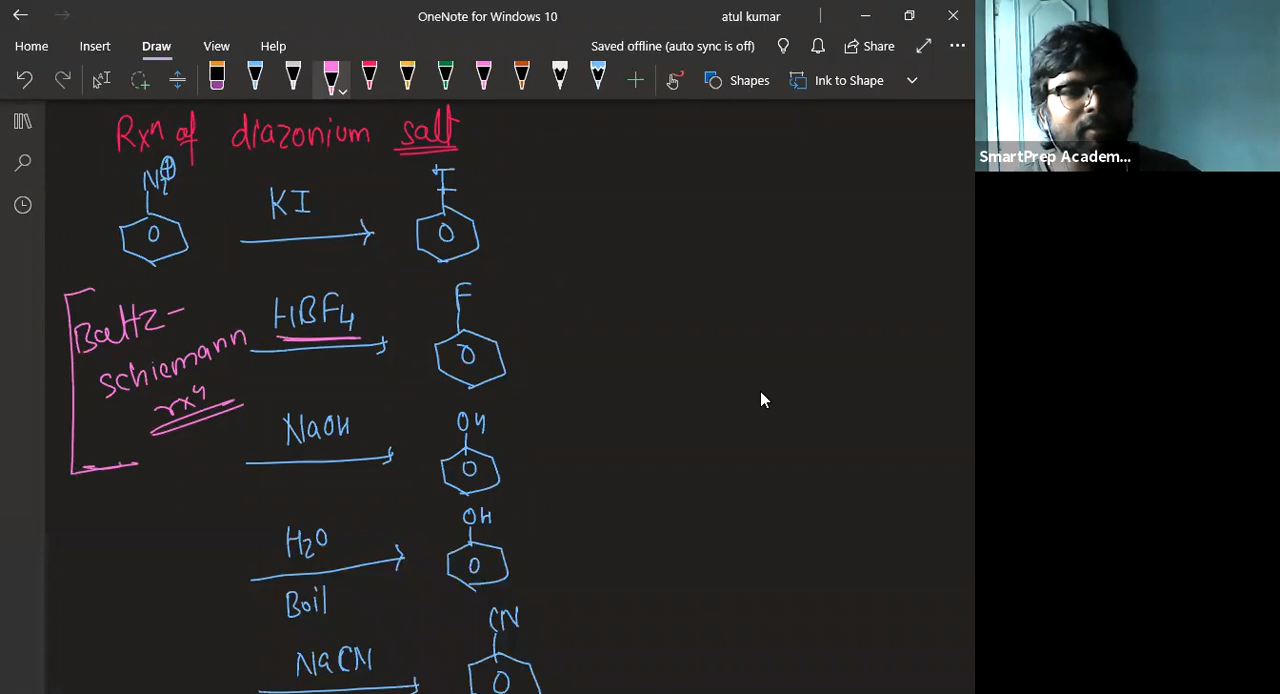 OneNote for Windows 10
atul kumar
Home Insert Draw View Help
Saved offline (auto sync is off)
Share
Shapes
Ink to Shape
SmartPrep Academ...
Rxⁿ of diazonium salt
N₂⊕
KI
I
Baltz-
schiemann
rxⁿ
HBF4
F
NaOH
OH
H₂O
Boil
OH
NaCN
CN